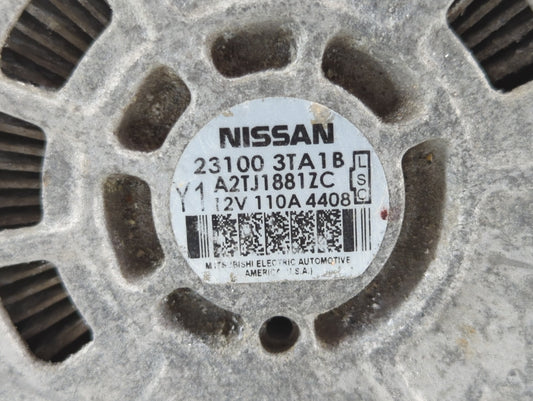 NISSAN
23100 3TA1B
A2TJ1881ZC
Y1
12V 110A 4408
L
S
C
MITSUBISHI ELECTRIC AUTOMOTIVE
AMERICA(U.S.A.)